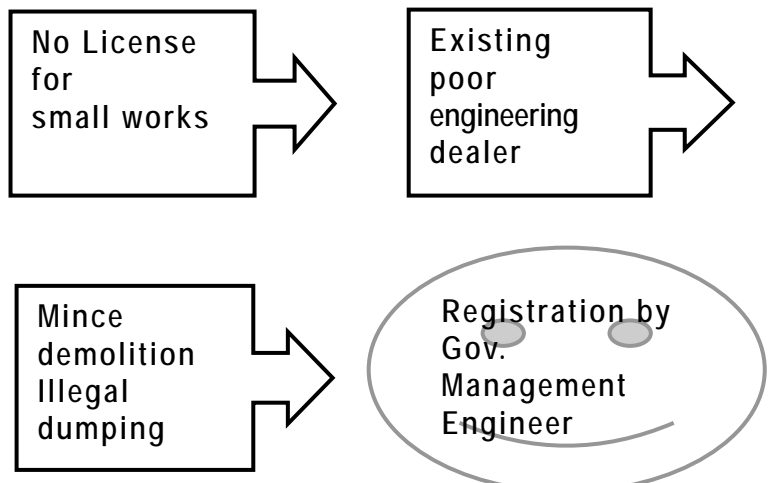 No License
for
small works
Existing
poor
engineering
dealer
Mince
demolition
Illegal
dumping
Registration by
Gov.
Management
Engineer